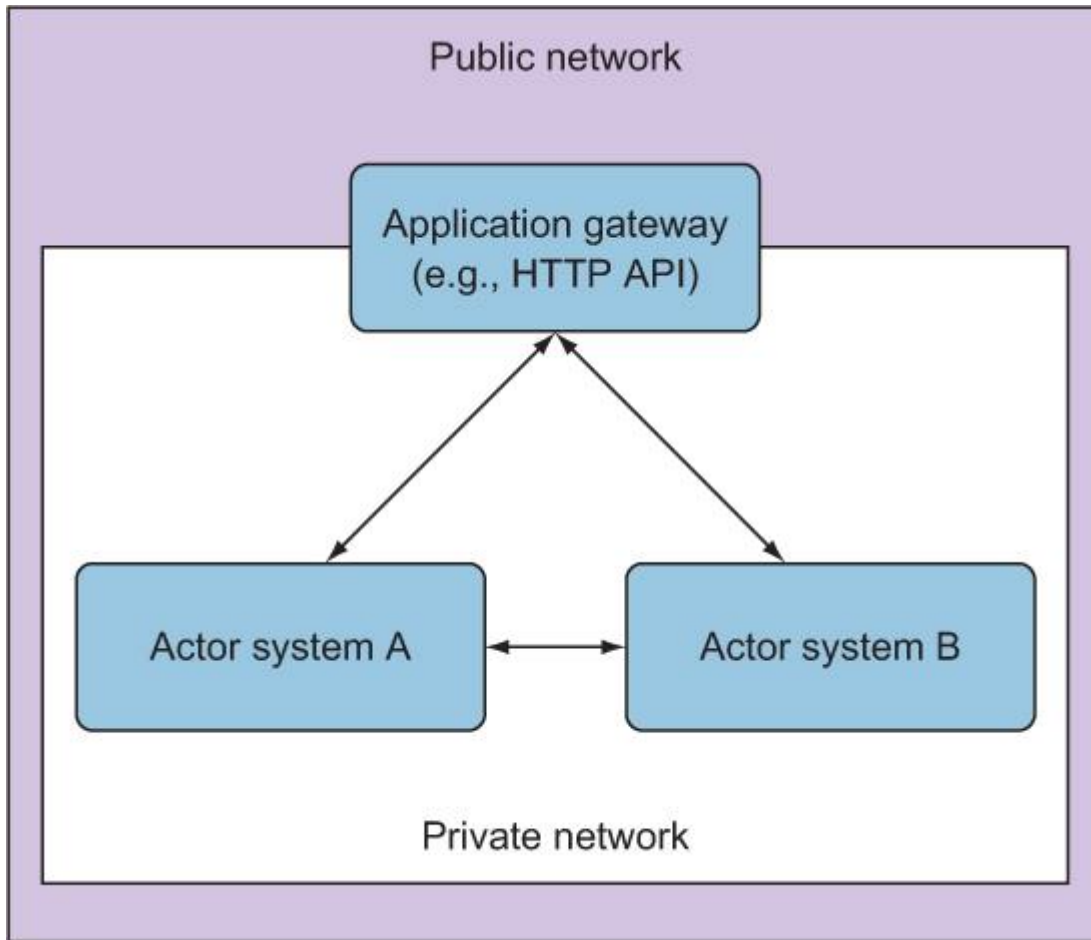 Public network
Application gateway
(e.g., HTTP API)
Actor system A
Actor system B
Private network